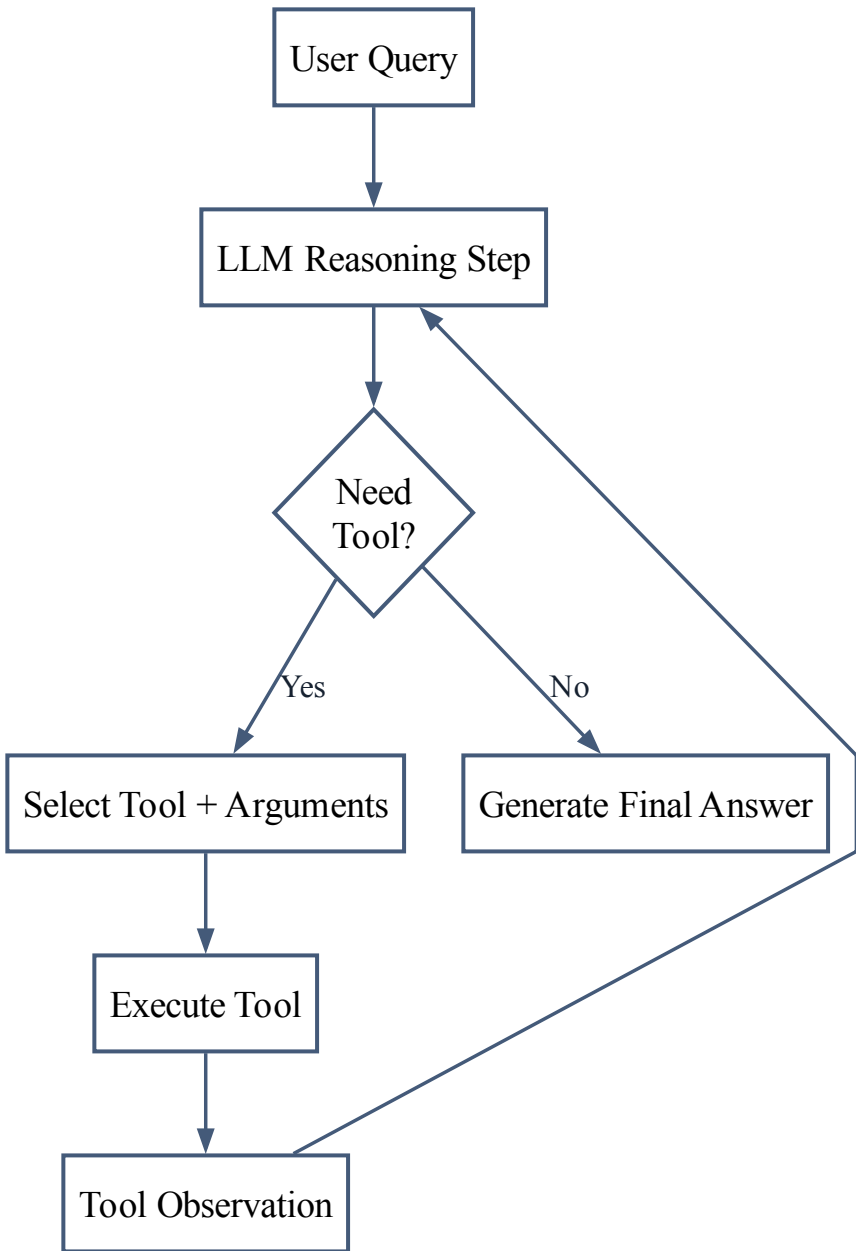 User Query
LLM Reasoning Step
Need
Tool?
Yes
No
Select Tool + Arguments
Generate Final Answer
Execute Tool
Tool Observation